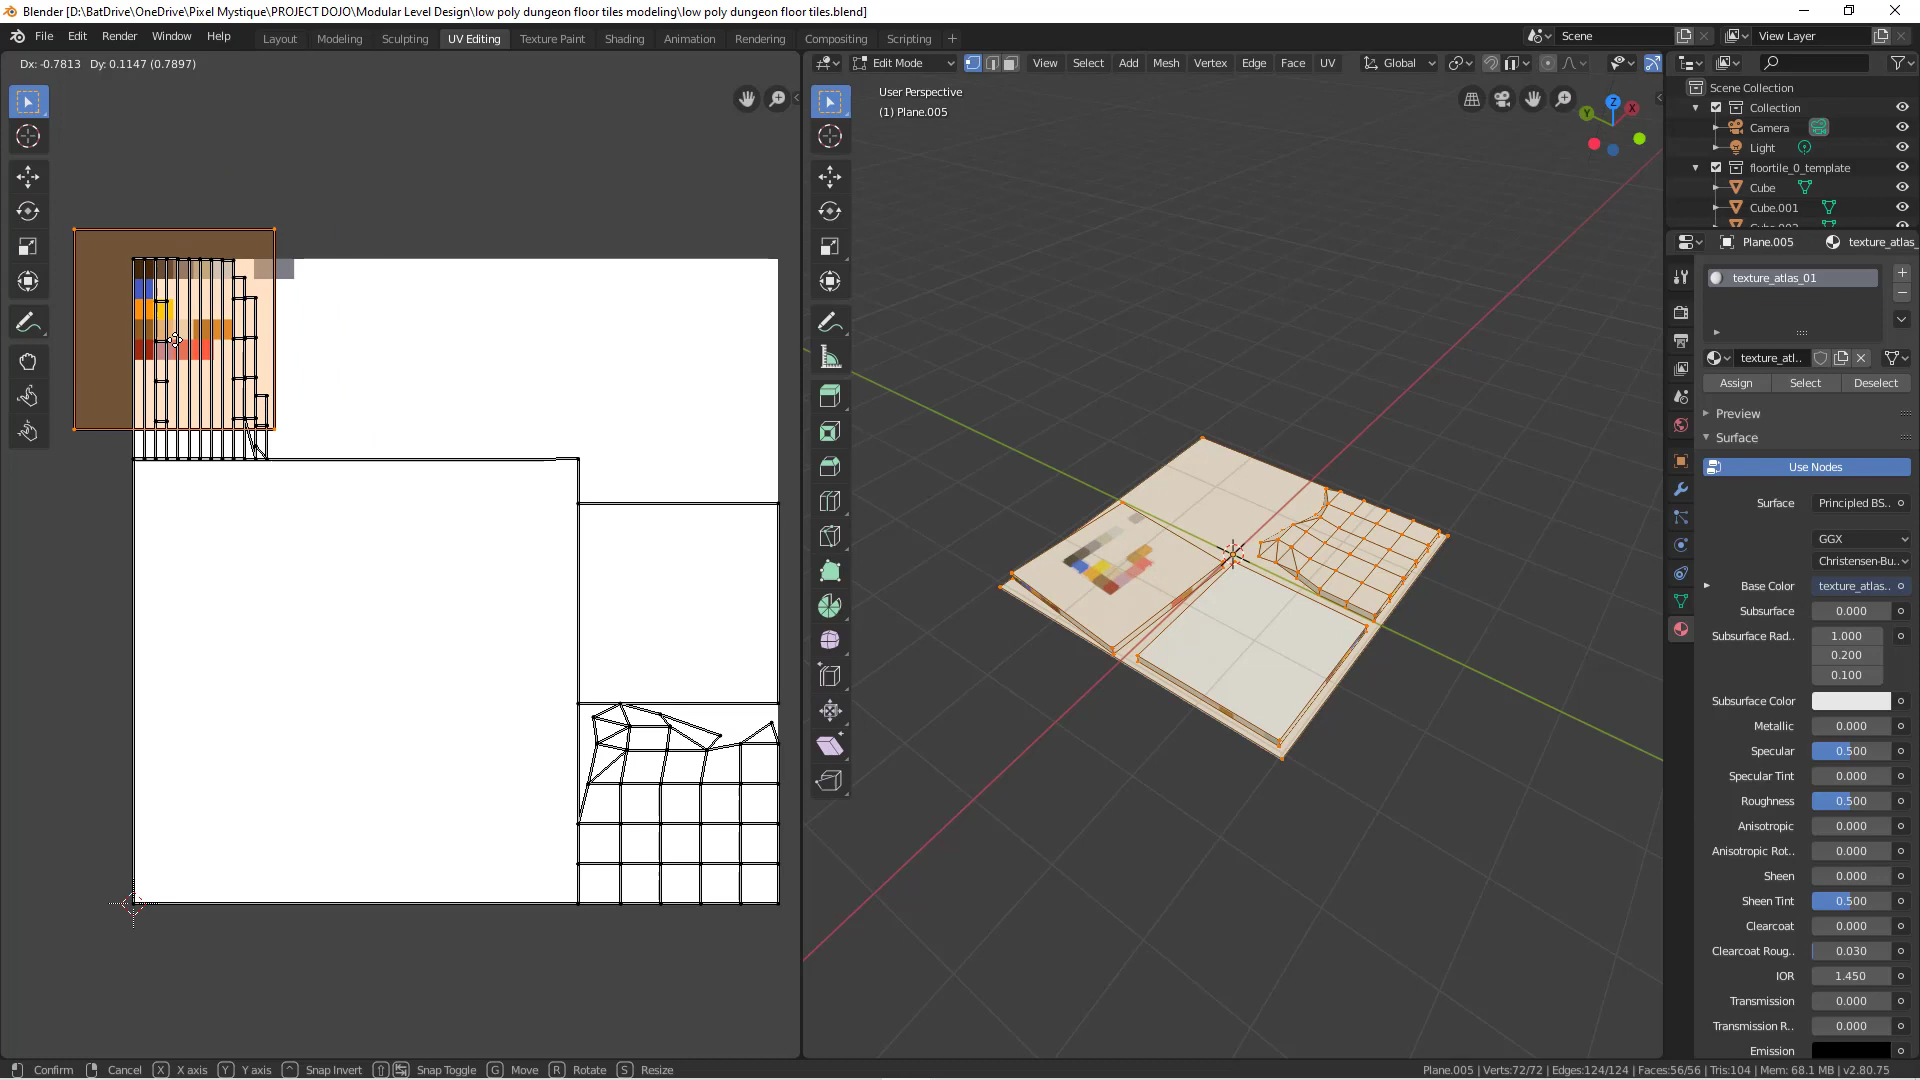 Blender [D:\BatDrive\OneDrive\Pixel Mystique\PROJECT DOJO\Modular Level Design\low poly dungeon floor tiles modeling\low poly dungeon floor tiles.blend]
File Edit Render Window Help Layout Modeling Sculpting UV Editing Texture Paint Shading Animation Rendering Compositing Scripting + Scene View Layer
Dx: -0.7813 Dy: 0.1147 (0.7897)
Edit Mode View Select Add Mesh Vertex Edge Face UV Global
User Perspective
(1) Plane.005
Z X Y
Scene Collection
Collection
Camera
Light
floortile_0_template
Cube
Cube.001
Plane.005 texture_atlas_
texture_atlas_01
texture_atl..
Assign Select Deselect
Preview
Surface
Use Nodes
Surface Principled BS..
GGX
Christensen-Bu..
Base Color texture_atlas..
Subsurface 0.000
Subsurface Rad.. 1.000
0.200
0.100
Subsurface Color
Metallic 0.000
Specular 0.500
Specular Tint 0.000
Roughness 0.500
Anisotropic 0.000
Anisotropic Rot.. 0.000
Sheen 0.000
Sheen Tint 0.500
Clearcoat 0.000
Clearcoat Roug.. 0.030
IOR 1.450
Transmission 0.000
Transmission R.. 0.000
Emission
Confirm Cancel X X axis Y Y axis Snap Invert Snap Toggle G Move R Rotate S Resize Plane.005 | Verts:72/72 | Edges:124/124 | Faces:56/56 | Tris:104 | Mem: 68.1 MB | v2.80.75